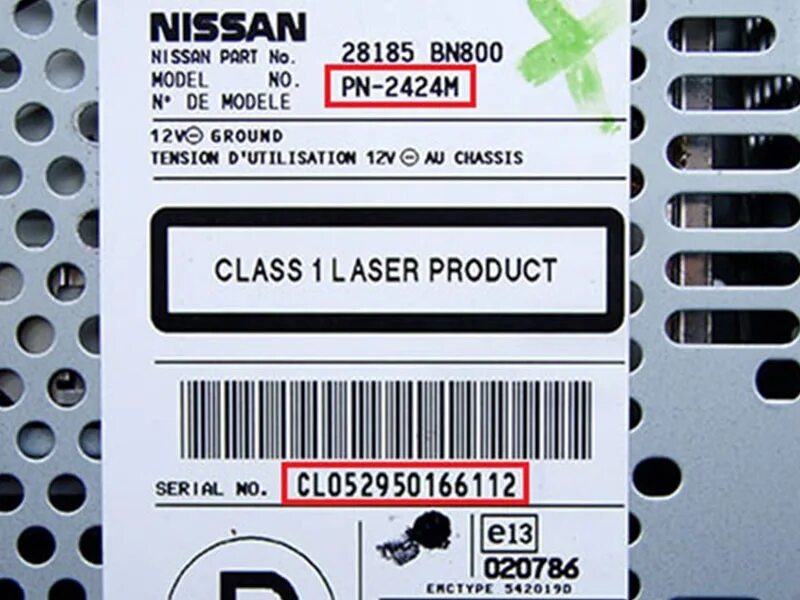 NISSAN
NISSAN PART No. 28185 BN800
MODEL NO. PN-2424M
N° DE MODELE
12V⊖ GROUND
TENSION D'UTILISATION 12V ⊖ AU CHASSIS
CLASS 1 LASER PRODUCT
SERIAL NO. CL052950166112
e13
020786
EMCTYPE 542019D